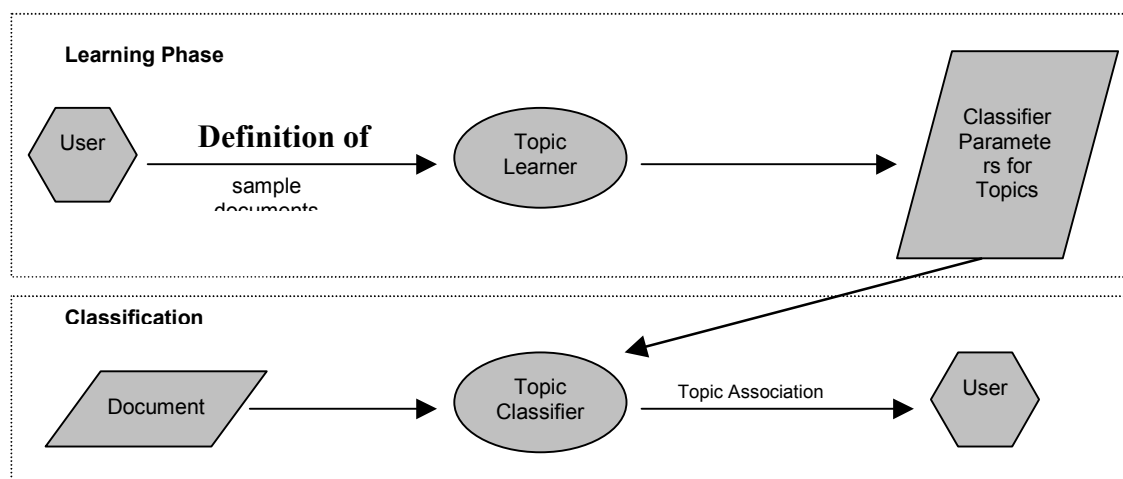 Learning Phase
User
Definition of
sample
documents
Topic
Learner
Classifier
Paramete
rs for
Topics
Classification
Document
Topic
Classifier
Topic Association
User